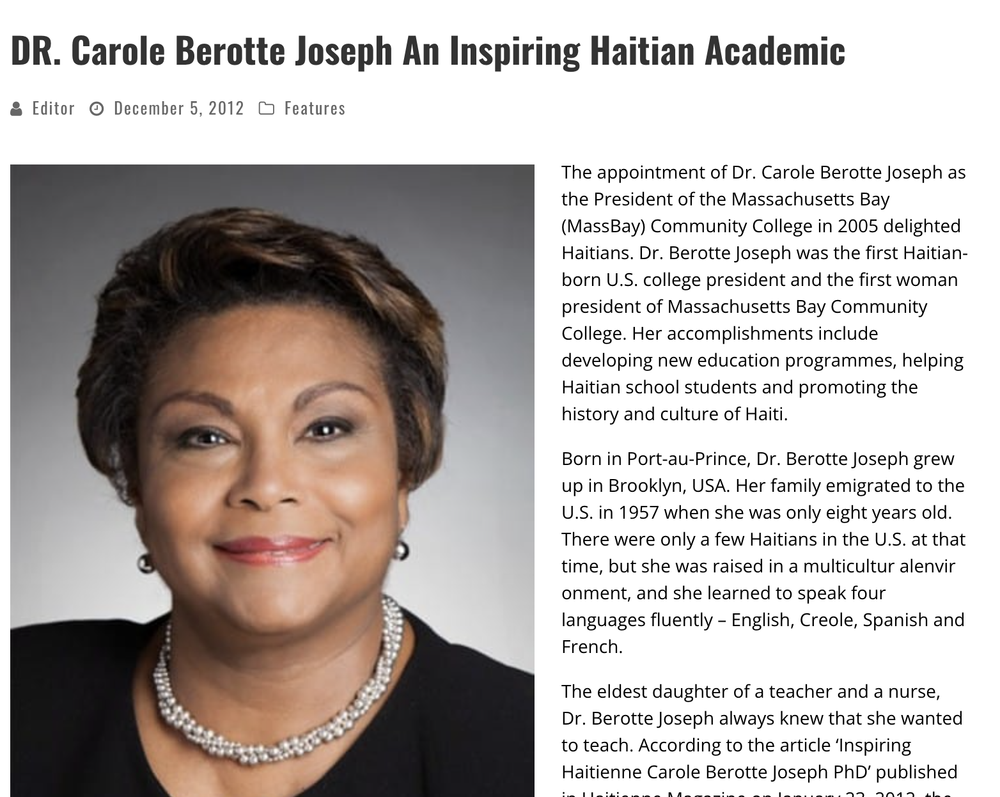 DR. Carole Berotte Joseph An Inspiring Haitian Academic
Editor December 5, 2012 Features
The appointment of Dr. Carole Berotte Joseph as
the President of the Massachusetts Bay
(MassBay) Community College in 2005 delighted
Haitians. Dr. Berotte Joseph was the first Haitian-
born U.S. college president and the first woman
president of Massachusetts Bay Community
College. Her accomplishments include
developing new education programmes, helping
Haitian school students and promoting the
history and culture of Haiti.
Born in Port-au-Prince, Dr. Berotte Joseph grew
up in Brooklyn, USA. Her family emigrated to the
U.S. in 1957 when she was only eight years old.
There were only a few Haitians in the U.S. at that
time, but she was raised in a multicultur alenvir
onment, and she learned to speak four
languages fluently – English, Creole, Spanish and
French.
The eldest daughter of a teacher and a nurse,
Dr. Berotte Joseph always knew that she wanted
to teach. According to the article ‘Inspiring
Haitienne Carole Berotte Joseph PhD’ published
in Haitienne Magazine on January 23, 2012, the